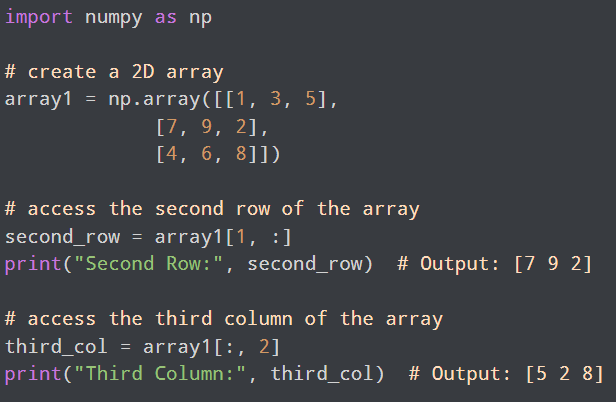 import numpy as np
# create a 2D array
array1 = np.array([[1, 3, 5],
             [7, 9, 2],
             [4, 6, 8]])
# access the second row of the array
second_row = array1[1, :]
print("Second Row:", second_row)  # Output: [7 9 2]
# access the third column of the array
third_col = array1[:, 2]
print("Third Column:", third_col)  # Output: [5 2 8]